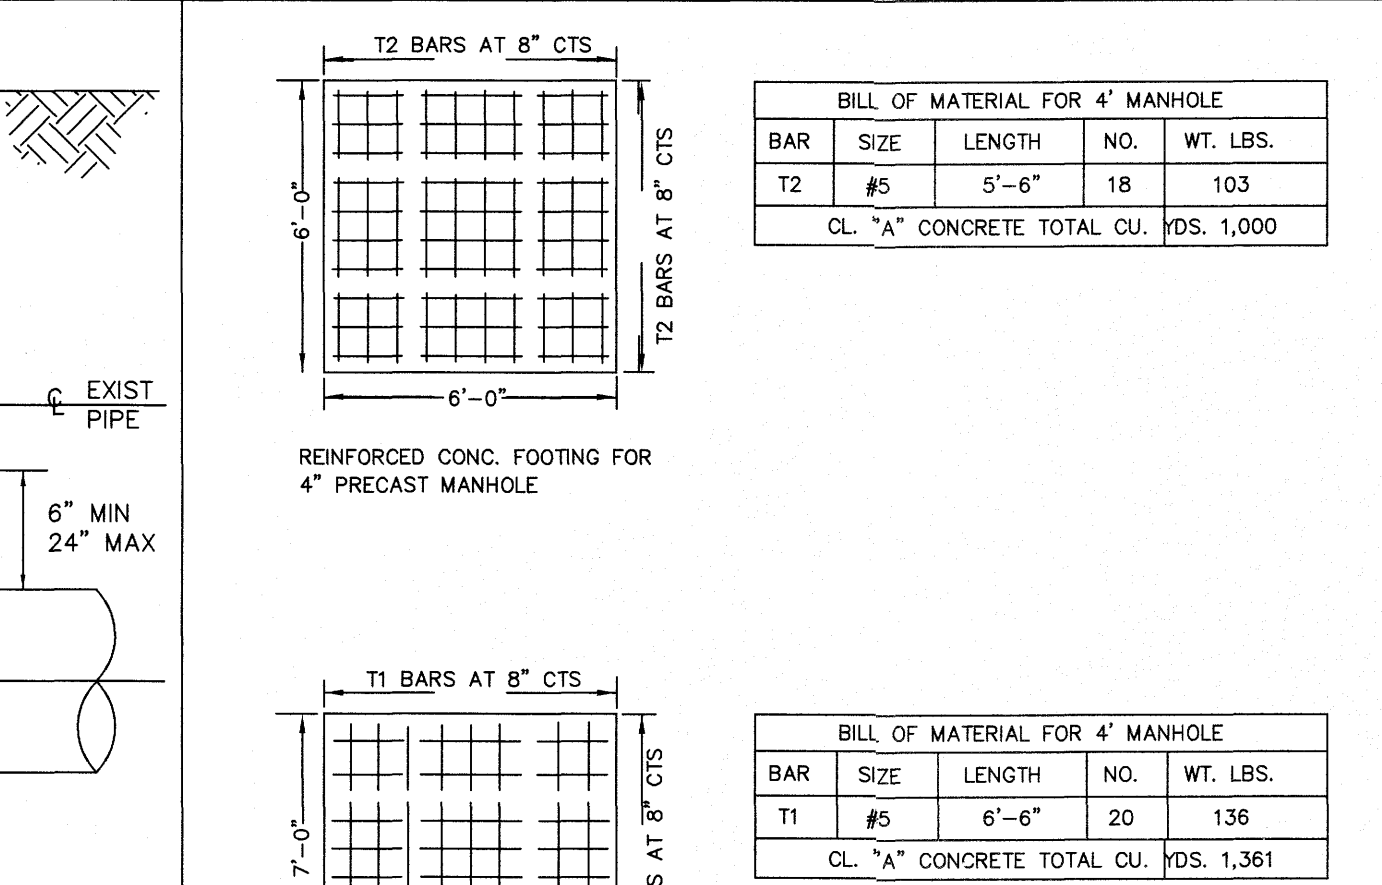 T2 BARS AT 8" CTS
6'-0"
T2 BARS AT 8" CTS
6'-0"
REINFORCED CONC. FOOTING FOR
4" PRECAST MANHOLE
BILL OF MATERIAL FOR 4' MANHOLE
BAR SIZE LENGTH NO. WT. LBS.
T2 #5 5'-6" 18 103
CL. "A" CONCRETE TOTAL CU. YDS. 1,000
℄ EXIST
PIPE
6" MIN
24" MAX
T1 BARS AT 8" CTS
7'-0"
S AT 8" CTS
BILL OF MATERIAL FOR 4' MANHOLE
BAR SIZE LENGTH NO. WT. LBS.
T1 #5 6'-6" 20 136
CL. "A" CONCRETE TOTAL CU. YDS. 1,361